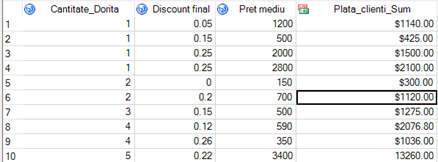 Cantitate_Dorita Discount final Pret mediu Plata_clienti_Sum
1 1 0.05 1200 $1140.00
2 1 0.15 500 $425.00
3 1 0.25 2000 $1500.00
4 1 0.25 2800 $2100.00
5 2 0 150 $300.00
6 2 0.2 700 $1120.00
7 3 0.15 500 $1275.00
8 4 0.12 590 $2076.80
9 4 0.26 350 $1036.00
10 5 0.22 3400 13260.00